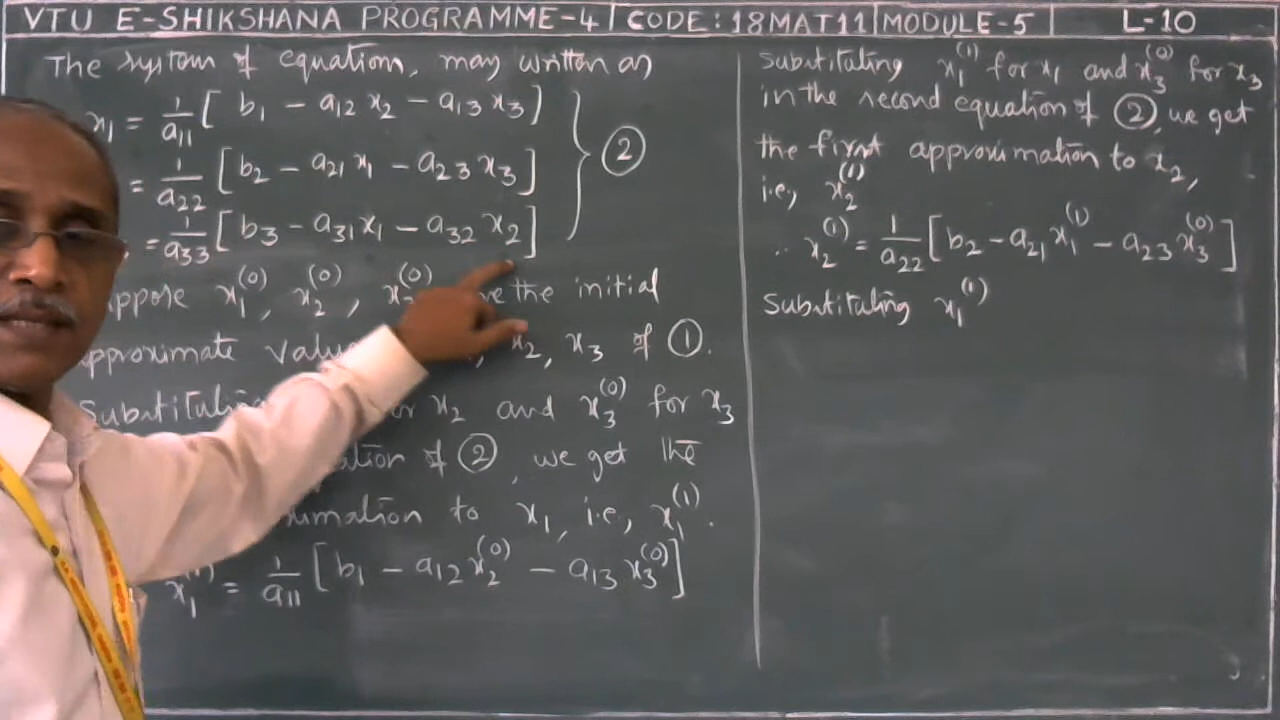 VTU E-SHIKSHANA PROGRAMME-4 | CODE: 18MAT11 | MODULE-5 | L-10
The system of equation, may written as
x₁ = 1/a₁₁ [ b₁ - a₁₂ x₂ - a₁₃ x₃ ]
= 1/a₂₂ [ b₂ - a₂₁ x₁ - a₂₃ x₃ ] } ②
= 1/a₃₃ [ b₃ - a₃₁ x₁ - a₃₂ x₂ ]
x₁⁽⁰⁾, x₂⁽⁰⁾, the initial
approximate x₂, x₃ of ①.
Substituting x₂ and x₃⁽⁰⁾ for x₃
of ②, we get the
to x₁, i.e, x₁⁽¹⁾.
x₁⁽¹⁾ = 1/a₁₁ [ b₁ - a₁₂ x₂⁽⁰⁾ - a₁₃ x₃⁽⁰⁾ ]
Substituting x₁⁽¹⁾ for x₁ and x₃⁽⁰⁾ for x₃
in the second equation of ②, we get
the first approximation to x₂,
i.e, x₂⁽¹⁾
∴ x₂⁽¹⁾ = 1/a₂₂ [ b₂ - a₂₁ x₁⁽¹⁾ - a₂₃ x₃⁽⁰⁾ ]
Substituting x₁⁽¹⁾